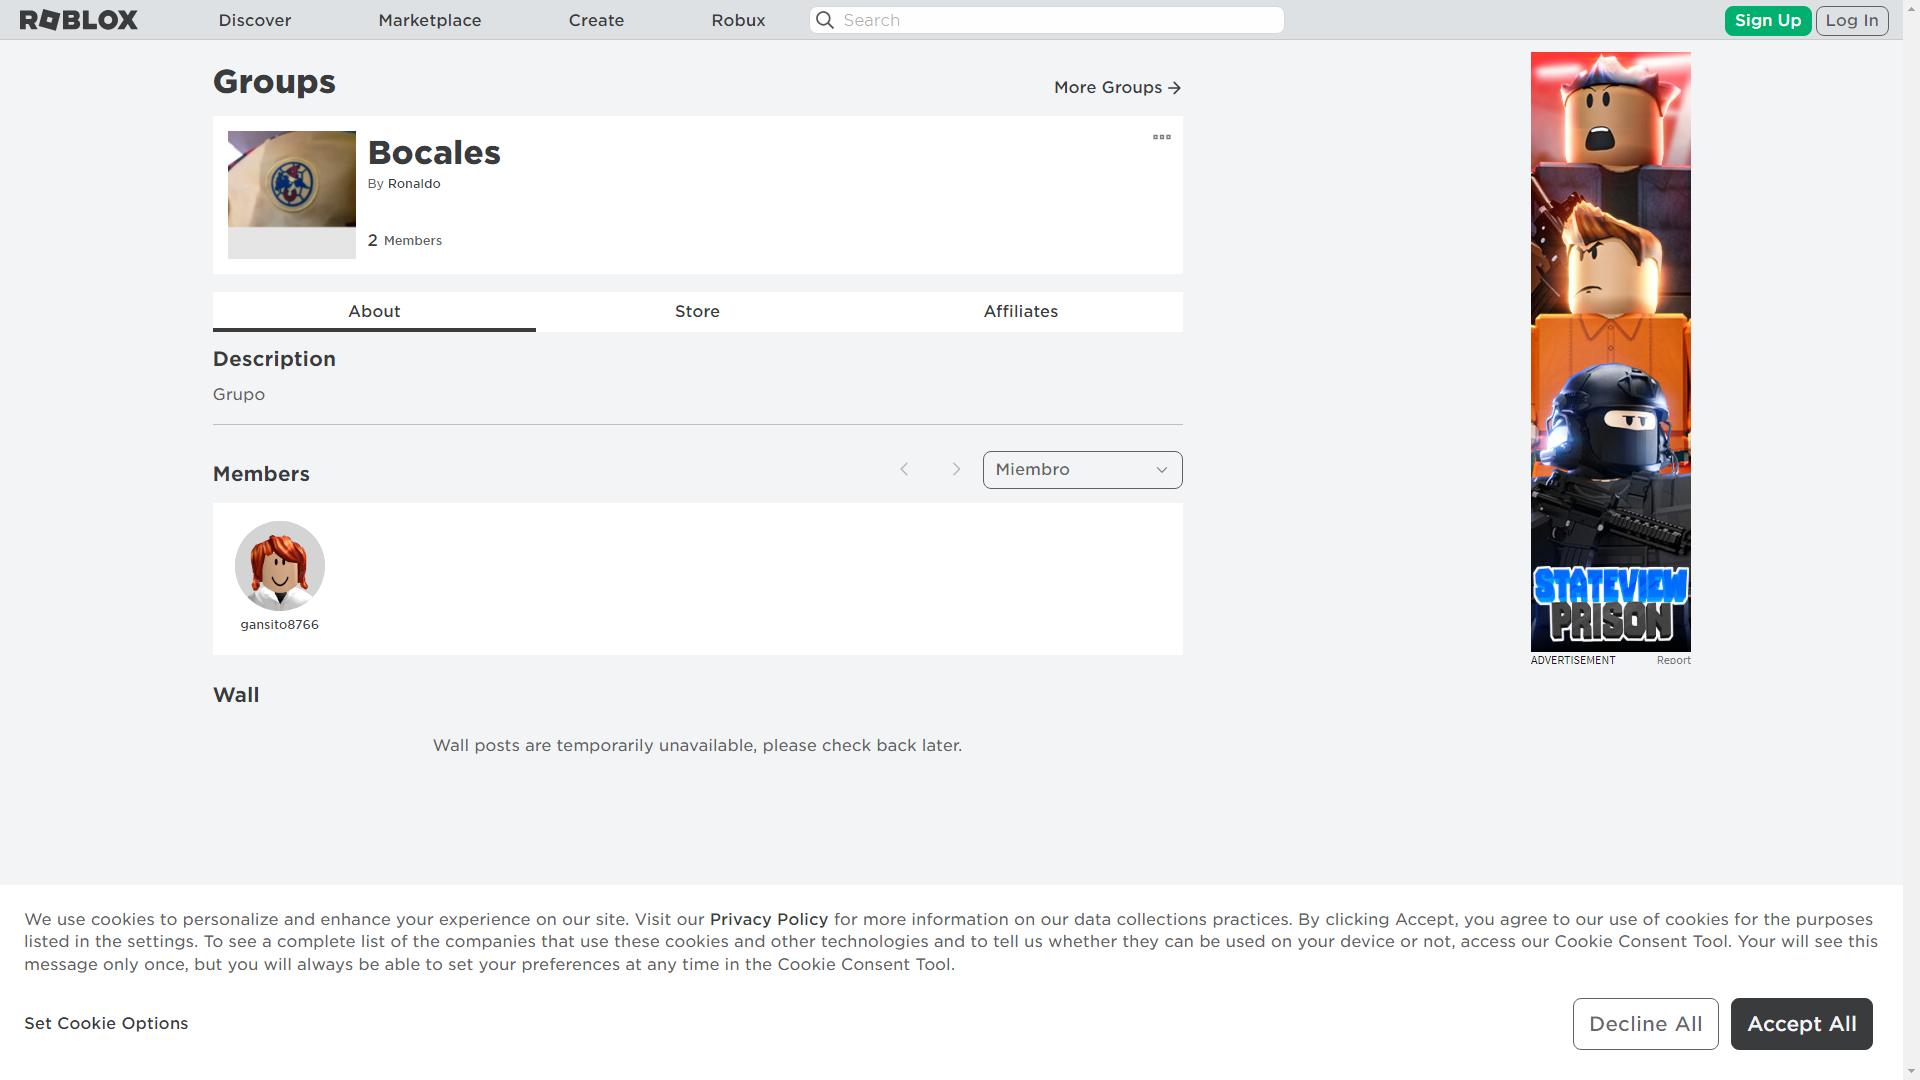 ROBLOX
Discover
Marketplace
Create
Robux
Search
Sign Up
Log In
Groups
More Groups
Bocales
By Ronaldo
2 Members
About
Store
Affiliates
Description
Grupo
Members
Miembro
gansito8766
Wall
Wall posts are temporarily unavailable, please check back later.
STATEVIEW
PRISON
ADVERTISEMENT
Report
We use cookies to personalize and enhance your experience on our site. Visit our Privacy Policy for more information on our data collections practices. By clicking Accept, you agree to our use of cookies for the purposes
listed in the settings. To see a complete list of the companies that use these cookies and other technologies and to tell us whether they can be used on your device or not, access our Cookie Consent Tool. Your will see this
message only once, but you will always be able to set your preferences at any time in the Cookie Consent Tool.
Set Cookie Options
Decline All
Accept All